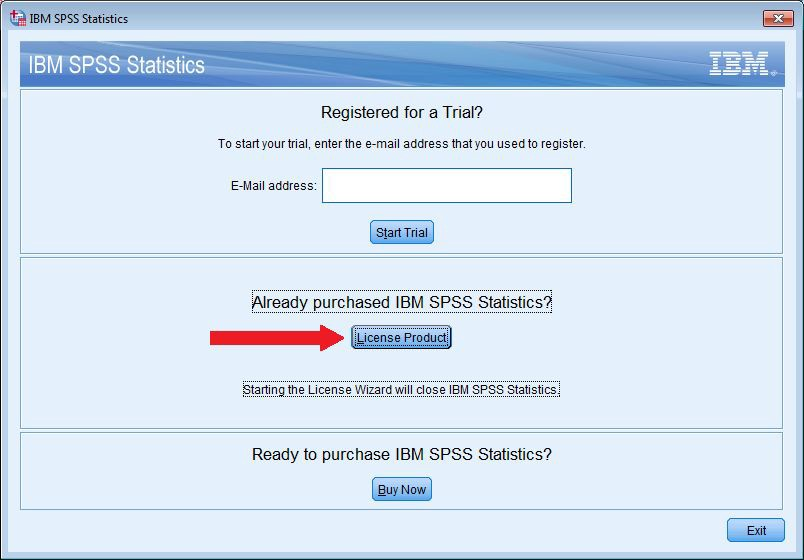 IBM SPSS Statistics
IBM SPSS Statistics
IBM®
Registered for a Trial?
To start your trial, enter the e-mail address that you used to register.
E-Mail address:
Start Trial
Already purchased IBM SPSS Statistics?
License Product
Starting the License Wizard will close IBM SPSS Statistics.
Ready to purchase IBM SPSS Statistics?
Buy Now
Exit